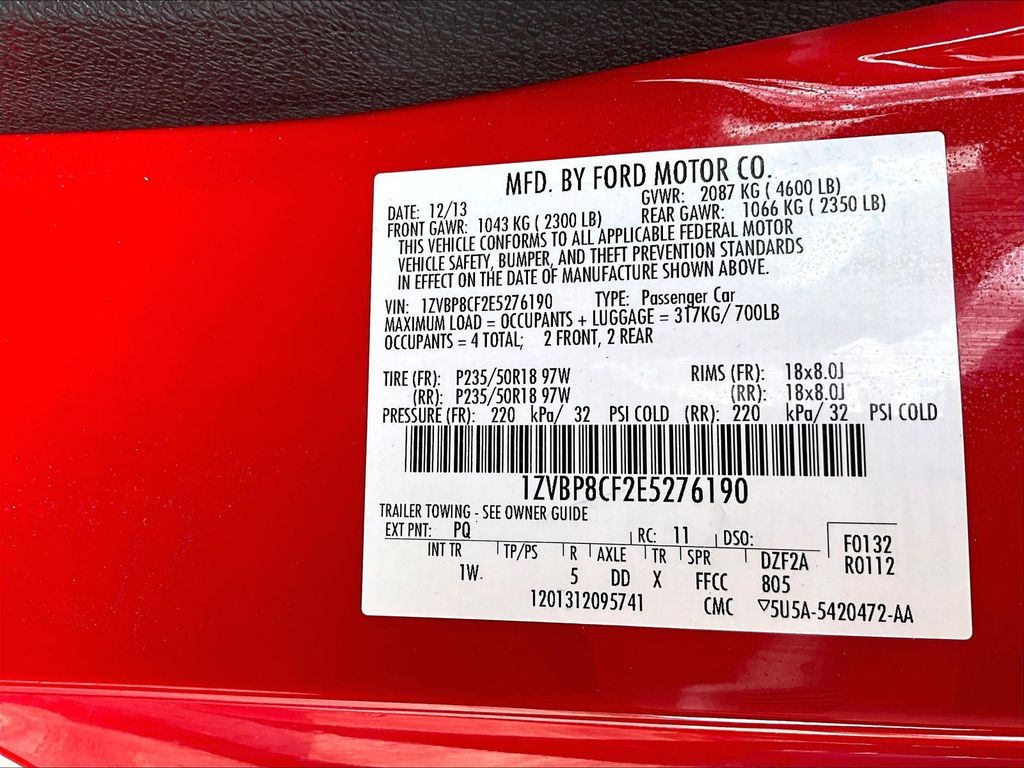 MFD. BY FORD MOTOR CO.
DATE: 12/13 GVWR: 2087 KG ( 4600 LB)
FRONT GAWR: 1043 KG ( 2300 LB) REAR GAWR: 1066 KG ( 2350 LB)
THIS VEHICLE CONFORMS TO ALL APPLICABLE FEDERAL MOTOR
VEHICLE SAFETY, BUMPER, AND THEFT PREVENTION STANDARDS
IN EFFECT ON THE DATE OF MANUFACTURE SHOWN ABOVE.
VIN: 1ZVBP8CF2E5276190 TYPE: Passenger Car
MAXIMUM LOAD = OCCUPANTS + LUGGAGE = 317KG/ 700LB
OCCUPANTS = 4 TOTAL; 2 FRONT, 2 REAR
TIRE (FR): P235/50R18 97W RIMS (FR): 18x8.0J
(RR): P235/50R18 97W (RR): 18x8.0J
PRESSURE (FR): 220 kPa/ 32 PSI COLD (RR): 220 kPa/ 32 PSI COLD
1ZVBP8CF2E5276190
TRAILER TOWING - SEE OWNER GUIDE
EXT PNT: PQ RC: 11 DSO: F0132
INT TR TP/PS R AXLE TR SPR DZF2A R0112
1W 5 DD X FFCC 805
1201312095741 CMC ▽5U5A-5420472-AA